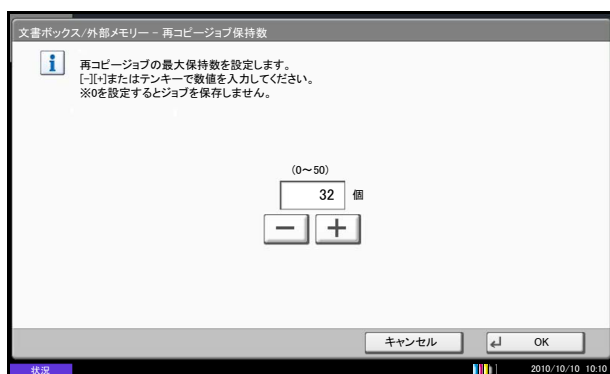 文書ボックス/外部メモリー - 再コピージョブ保持数
再コピージョブの最大保持数を設定します。
[-][+]またはテンキーで数値を入力してください。
※0を設定するとジョブを保存しません。
(0～50)
32 個
キャンセル OK
状況 2010/10/10 10:10